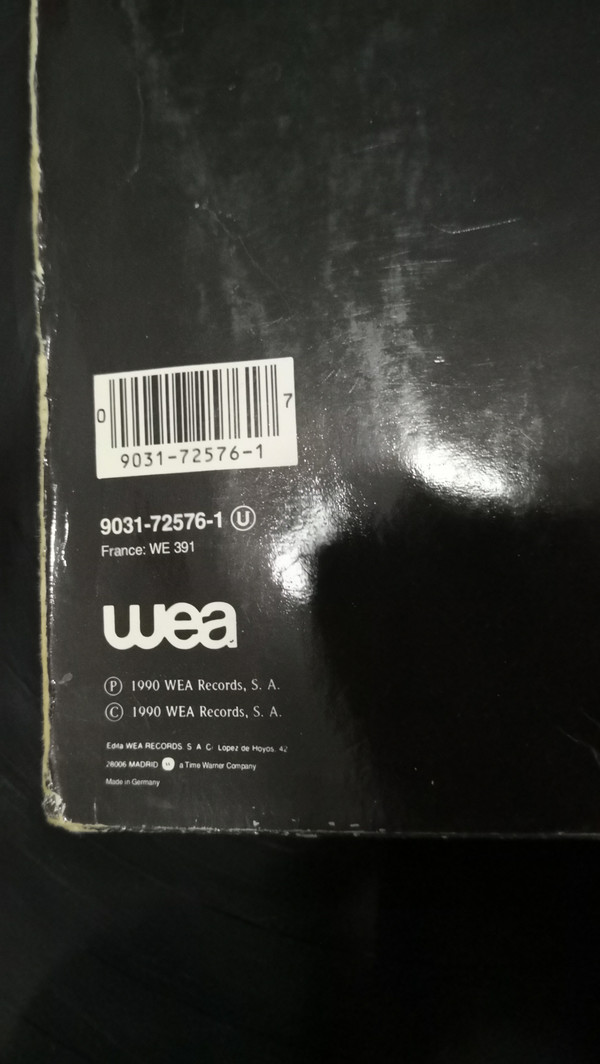 0 7
9031-72576-1
9031-72576-1 Ⓤ
France: WE 391
wea
Ⓟ 1990 WEA Records, S. A.
Ⓒ 1990 WEA Records, S. A.
Edita WEA RECORDS. S A C/ López de Hoyos. 42
28006 MADRID a Time Warner Company
Made in Germany